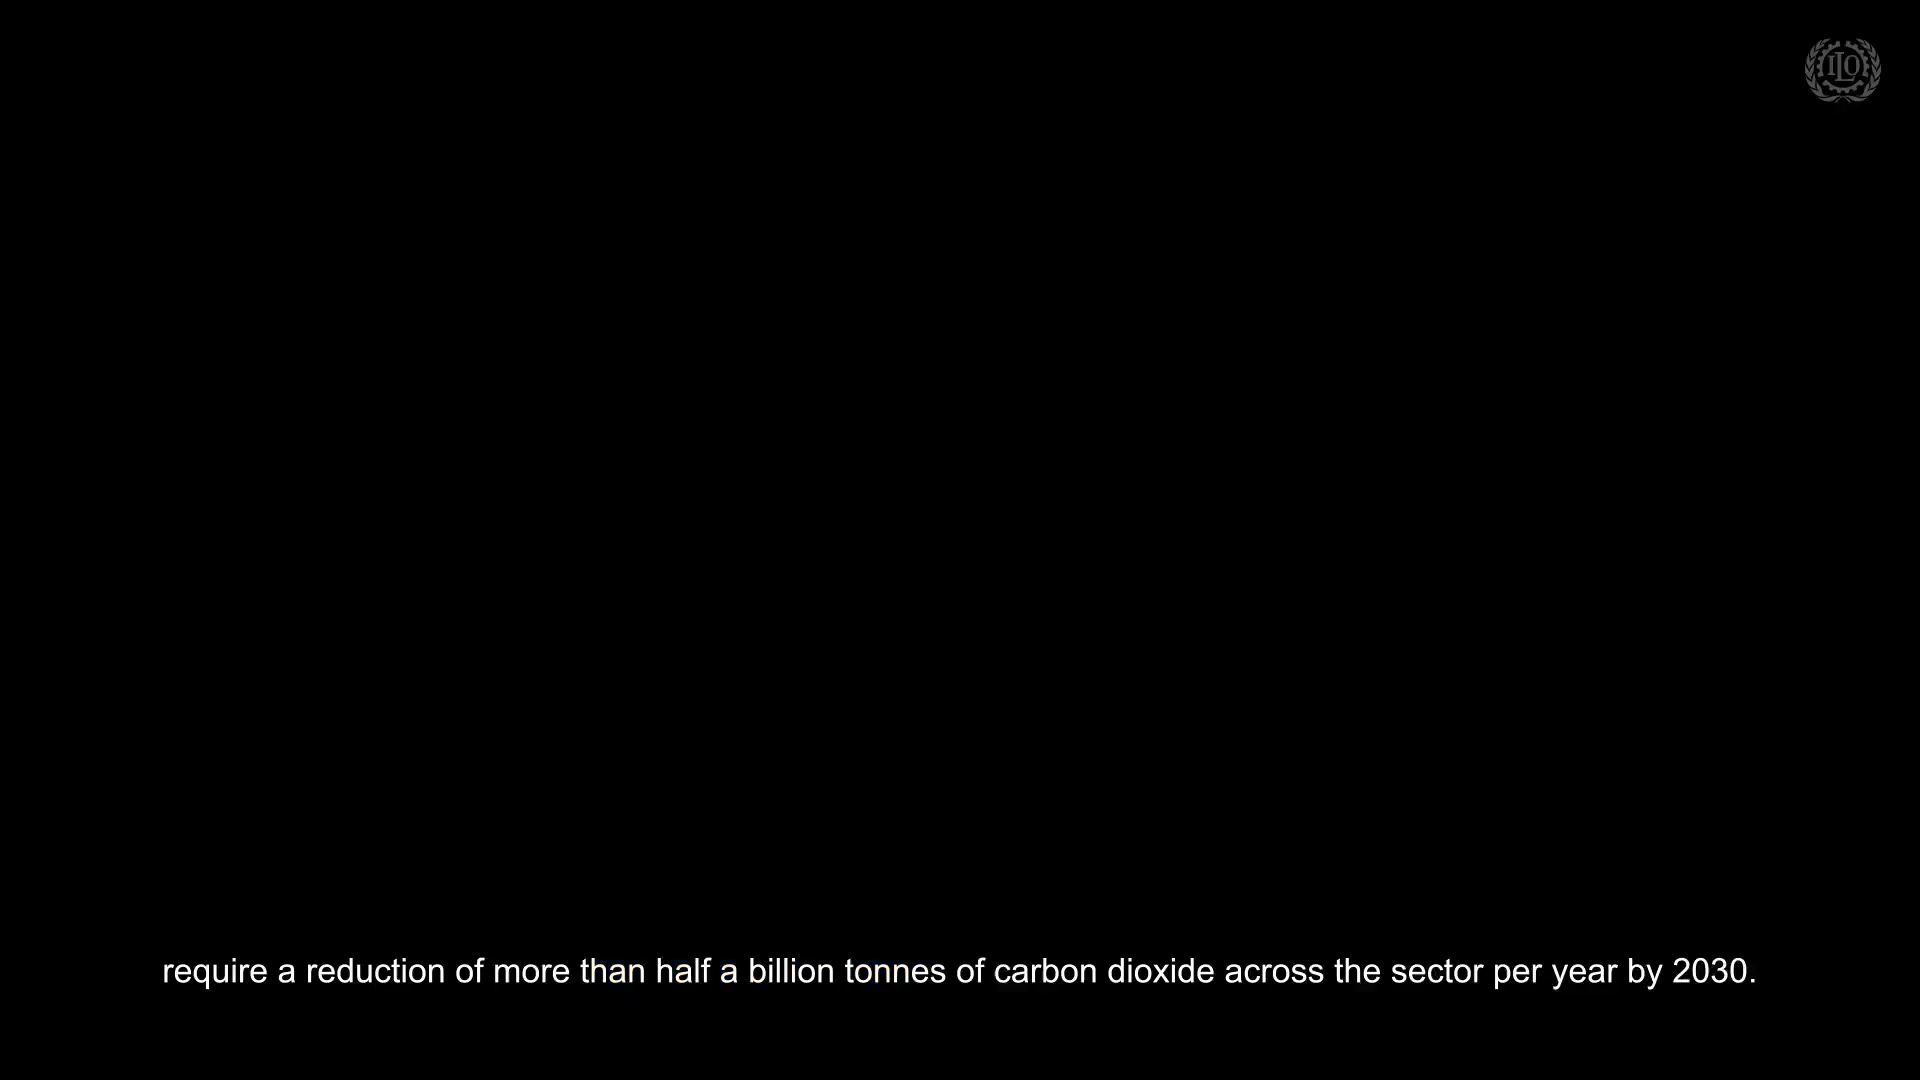 ILO
require a reduction of more than half a billion tonnes of carbon dioxide across the sector per year by 2030.